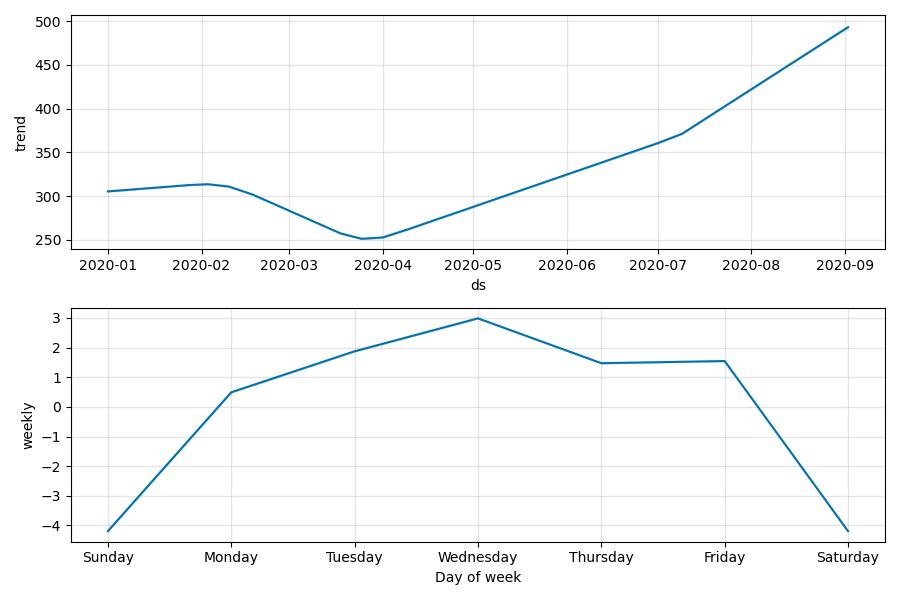 500
450
400
350
300
250
trend
2020-01 2020-02 2020-03 2020-04 2020-05 2020-06 2020-07 2020-08 2020-09
ds
3
2
1
0
−1
−2
−3
−4
weekly
Sunday Monday Tuesday Wednesday Thursday Friday Saturday
Day of week